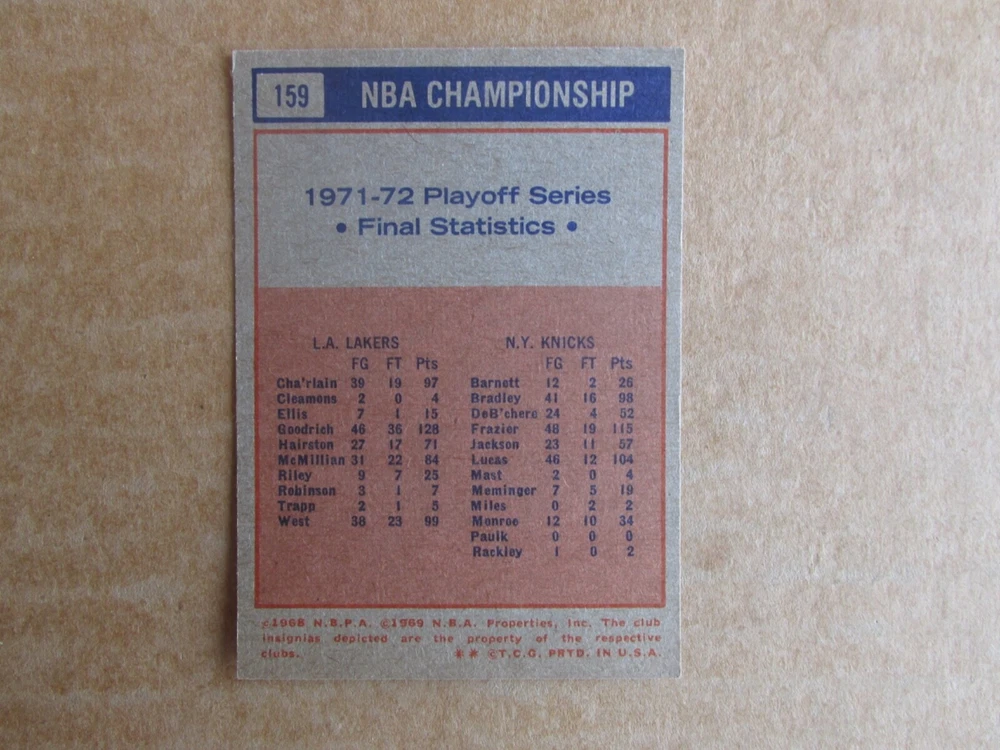 159 NBA CHAMPIONSHIP
1971-72 Playoff Series
• Final Statistics •
L.A. LAKERS
FG FT Pts
Cha'rlain 39 19 97
Cleamons 2 0 4
Ellis 7 1 15
Goodrich 46 36 128
Hairston 27 17 71
McMillian 31 22 84
Riley 9 7 25
Robinson 3 1 7
Trapp 2 1 5
West 38 23 99
N.Y. KNICKS
FG FT Pts
Barnett 12 2 26
Bradley 41 16 98
DeB'chere 24 4 52
Frazier 48 19 115
Jackson 23 11 57
Lucas 46 12 104
Mast 2 0 4
Meminger 7 5 19
Miles 0 2 2
Monroe 12 10 34
Paulk 0 0 0
Rackley 1 0 2
©1968 N.B.P.A. ©1969 N.B.A. Properties, Inc. The club
insignias depicted are the property of the respective
clubs. ** ©T.C.G. PRTD. IN U.S.A.